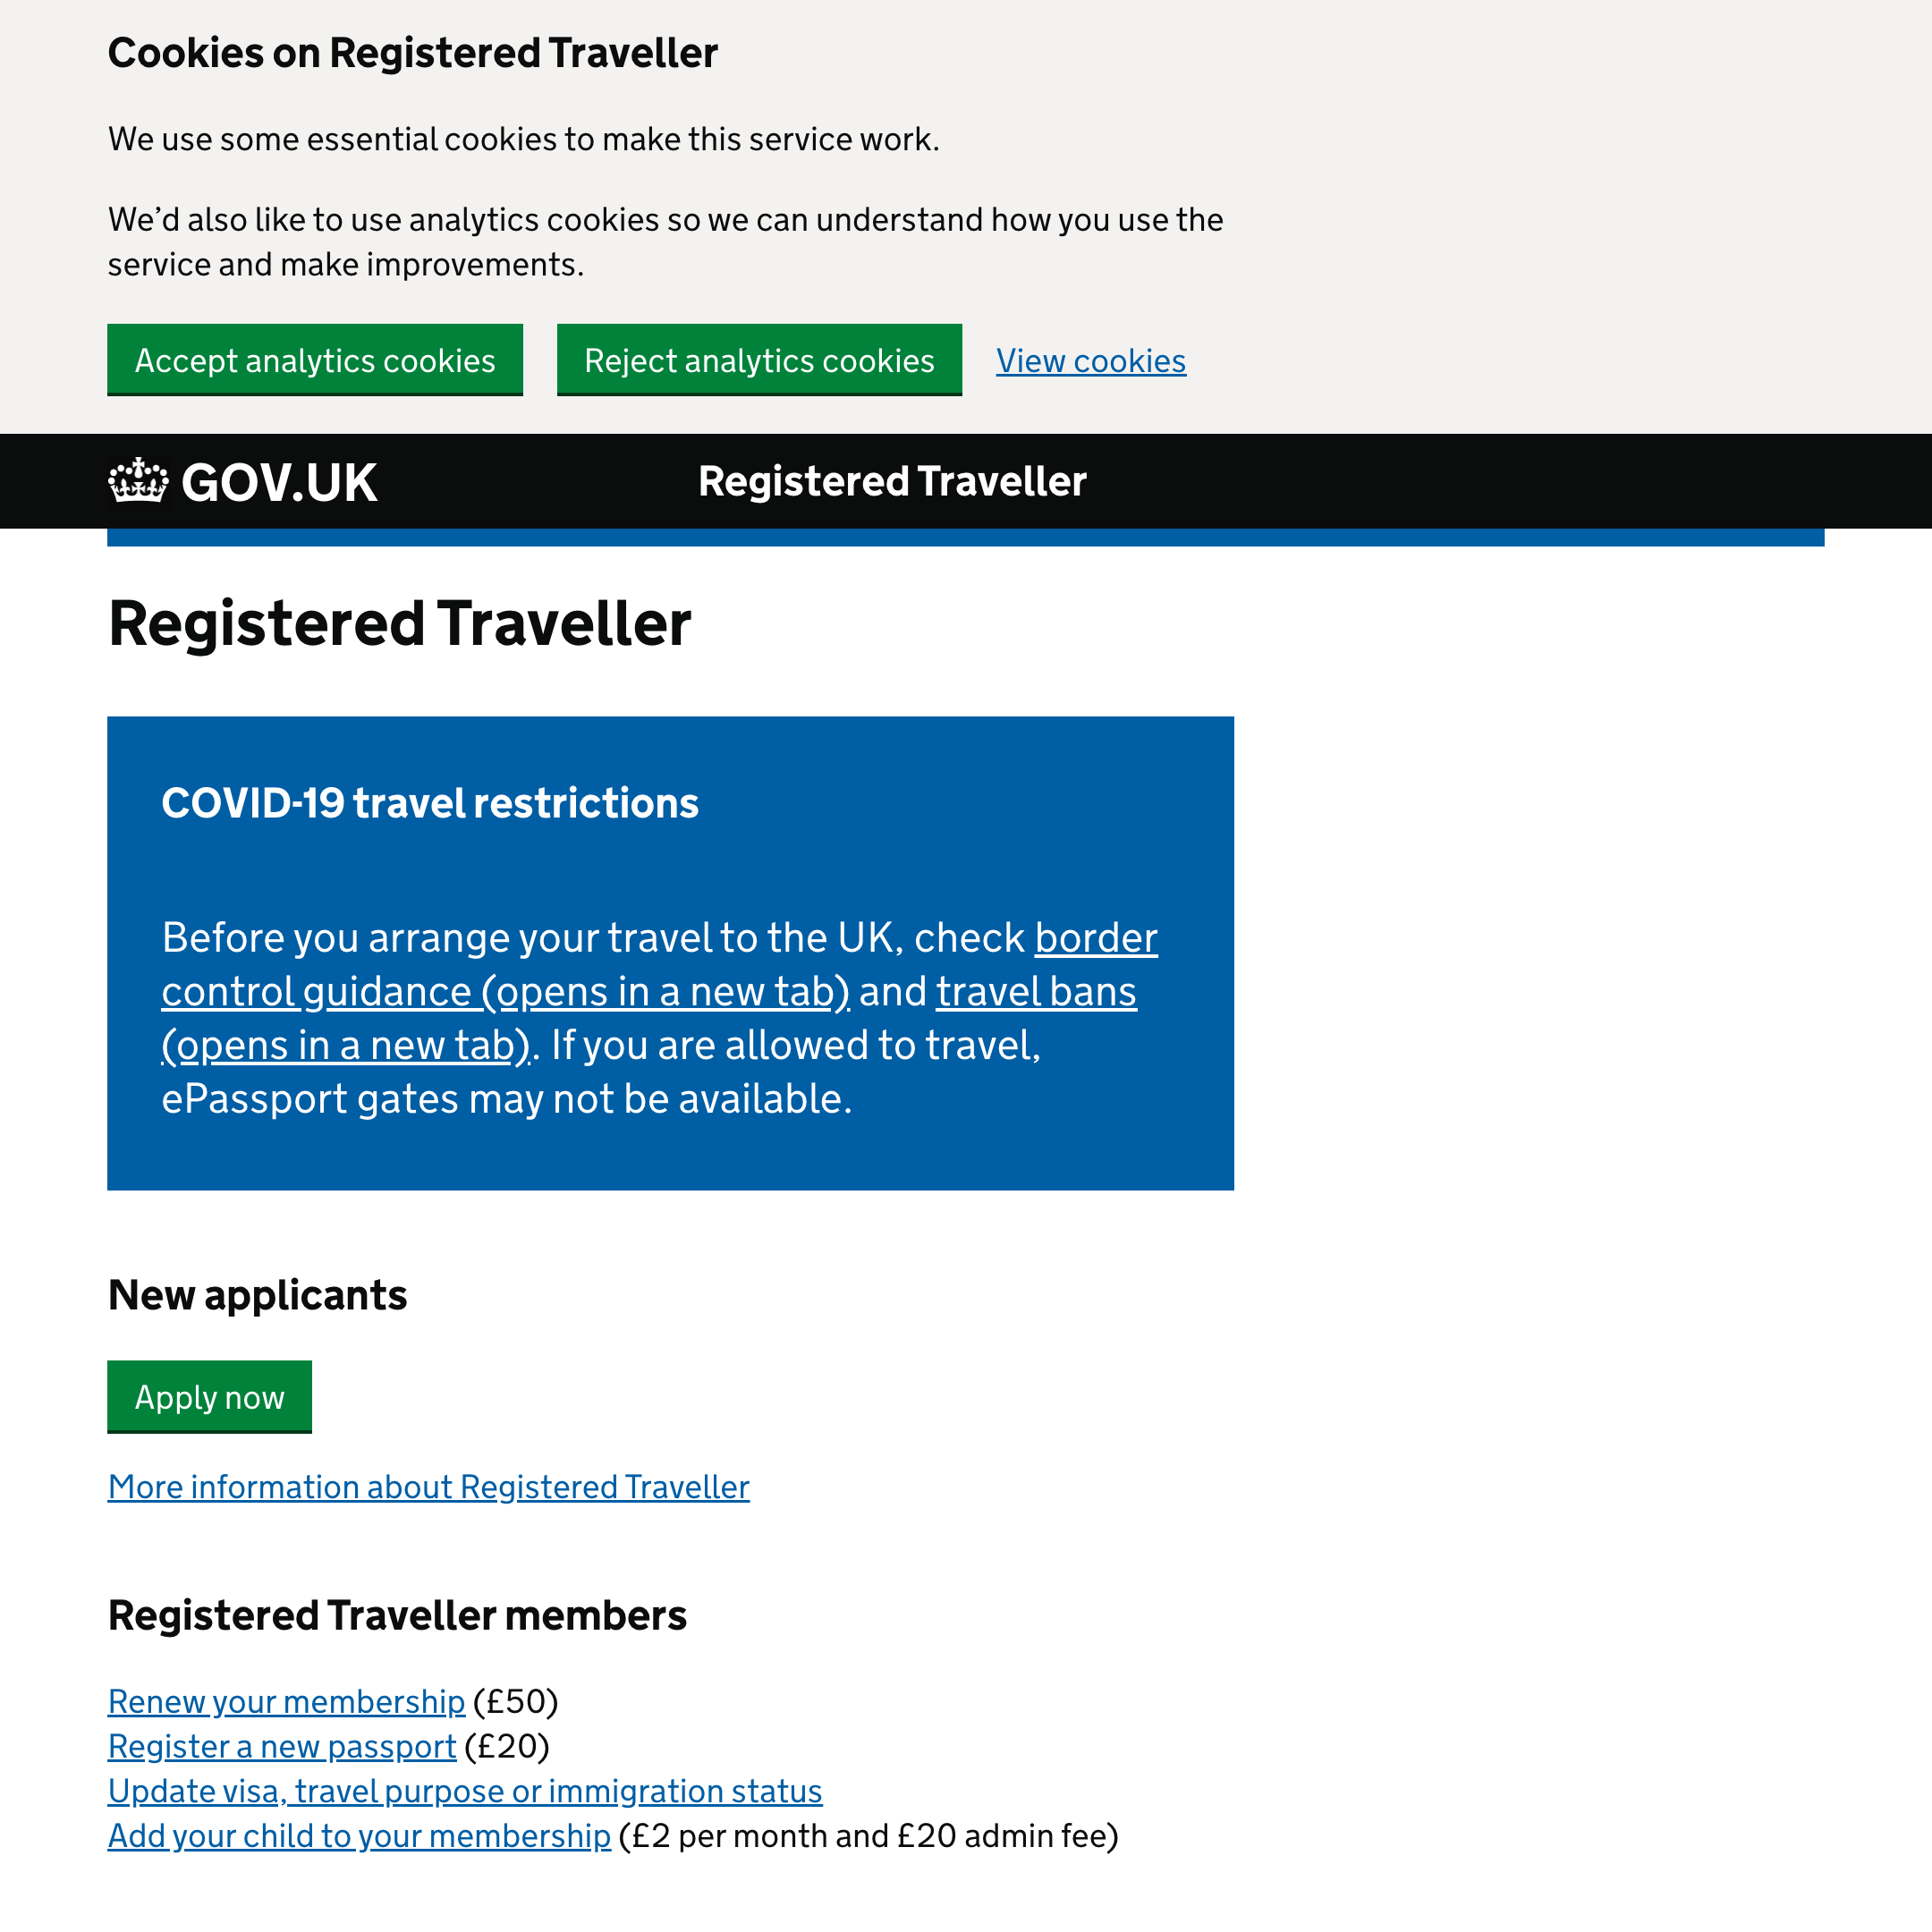 Cookies on Registered Traveller
We use some essential cookies to make this service work.
We’d also like to use analytics cookies so we can understand how you use the
service and make improvements.
Accept analytics cookies Reject analytics cookies View cookies
GOV.UK Registered Traveller
Registered Traveller
COVID-19 travel restrictions
Before you arrange your travel to the UK, check border
control guidance (opens in a new tab) and travel bans
(opens in a new tab). If you are allowed to travel,
ePassport gates may not be available.
New applicants
Apply now
More information about Registered Traveller
Registered Traveller members
Renew your membership (£50)
Register a new passport (£20)
Update visa, travel purpose or immigration status
Add your child to your membership (£2 per month and £20 admin fee)